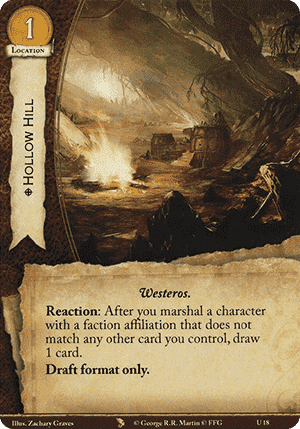 1
LOCATION
HOLLOW HILL
Westeros.
Reaction: After you marshal a character
with a faction affiliation that does not
match any other card you control, draw
1 card.
Draft format only.
Illus. Zachary Graves
© George R.R. Martin © FFG
U 18